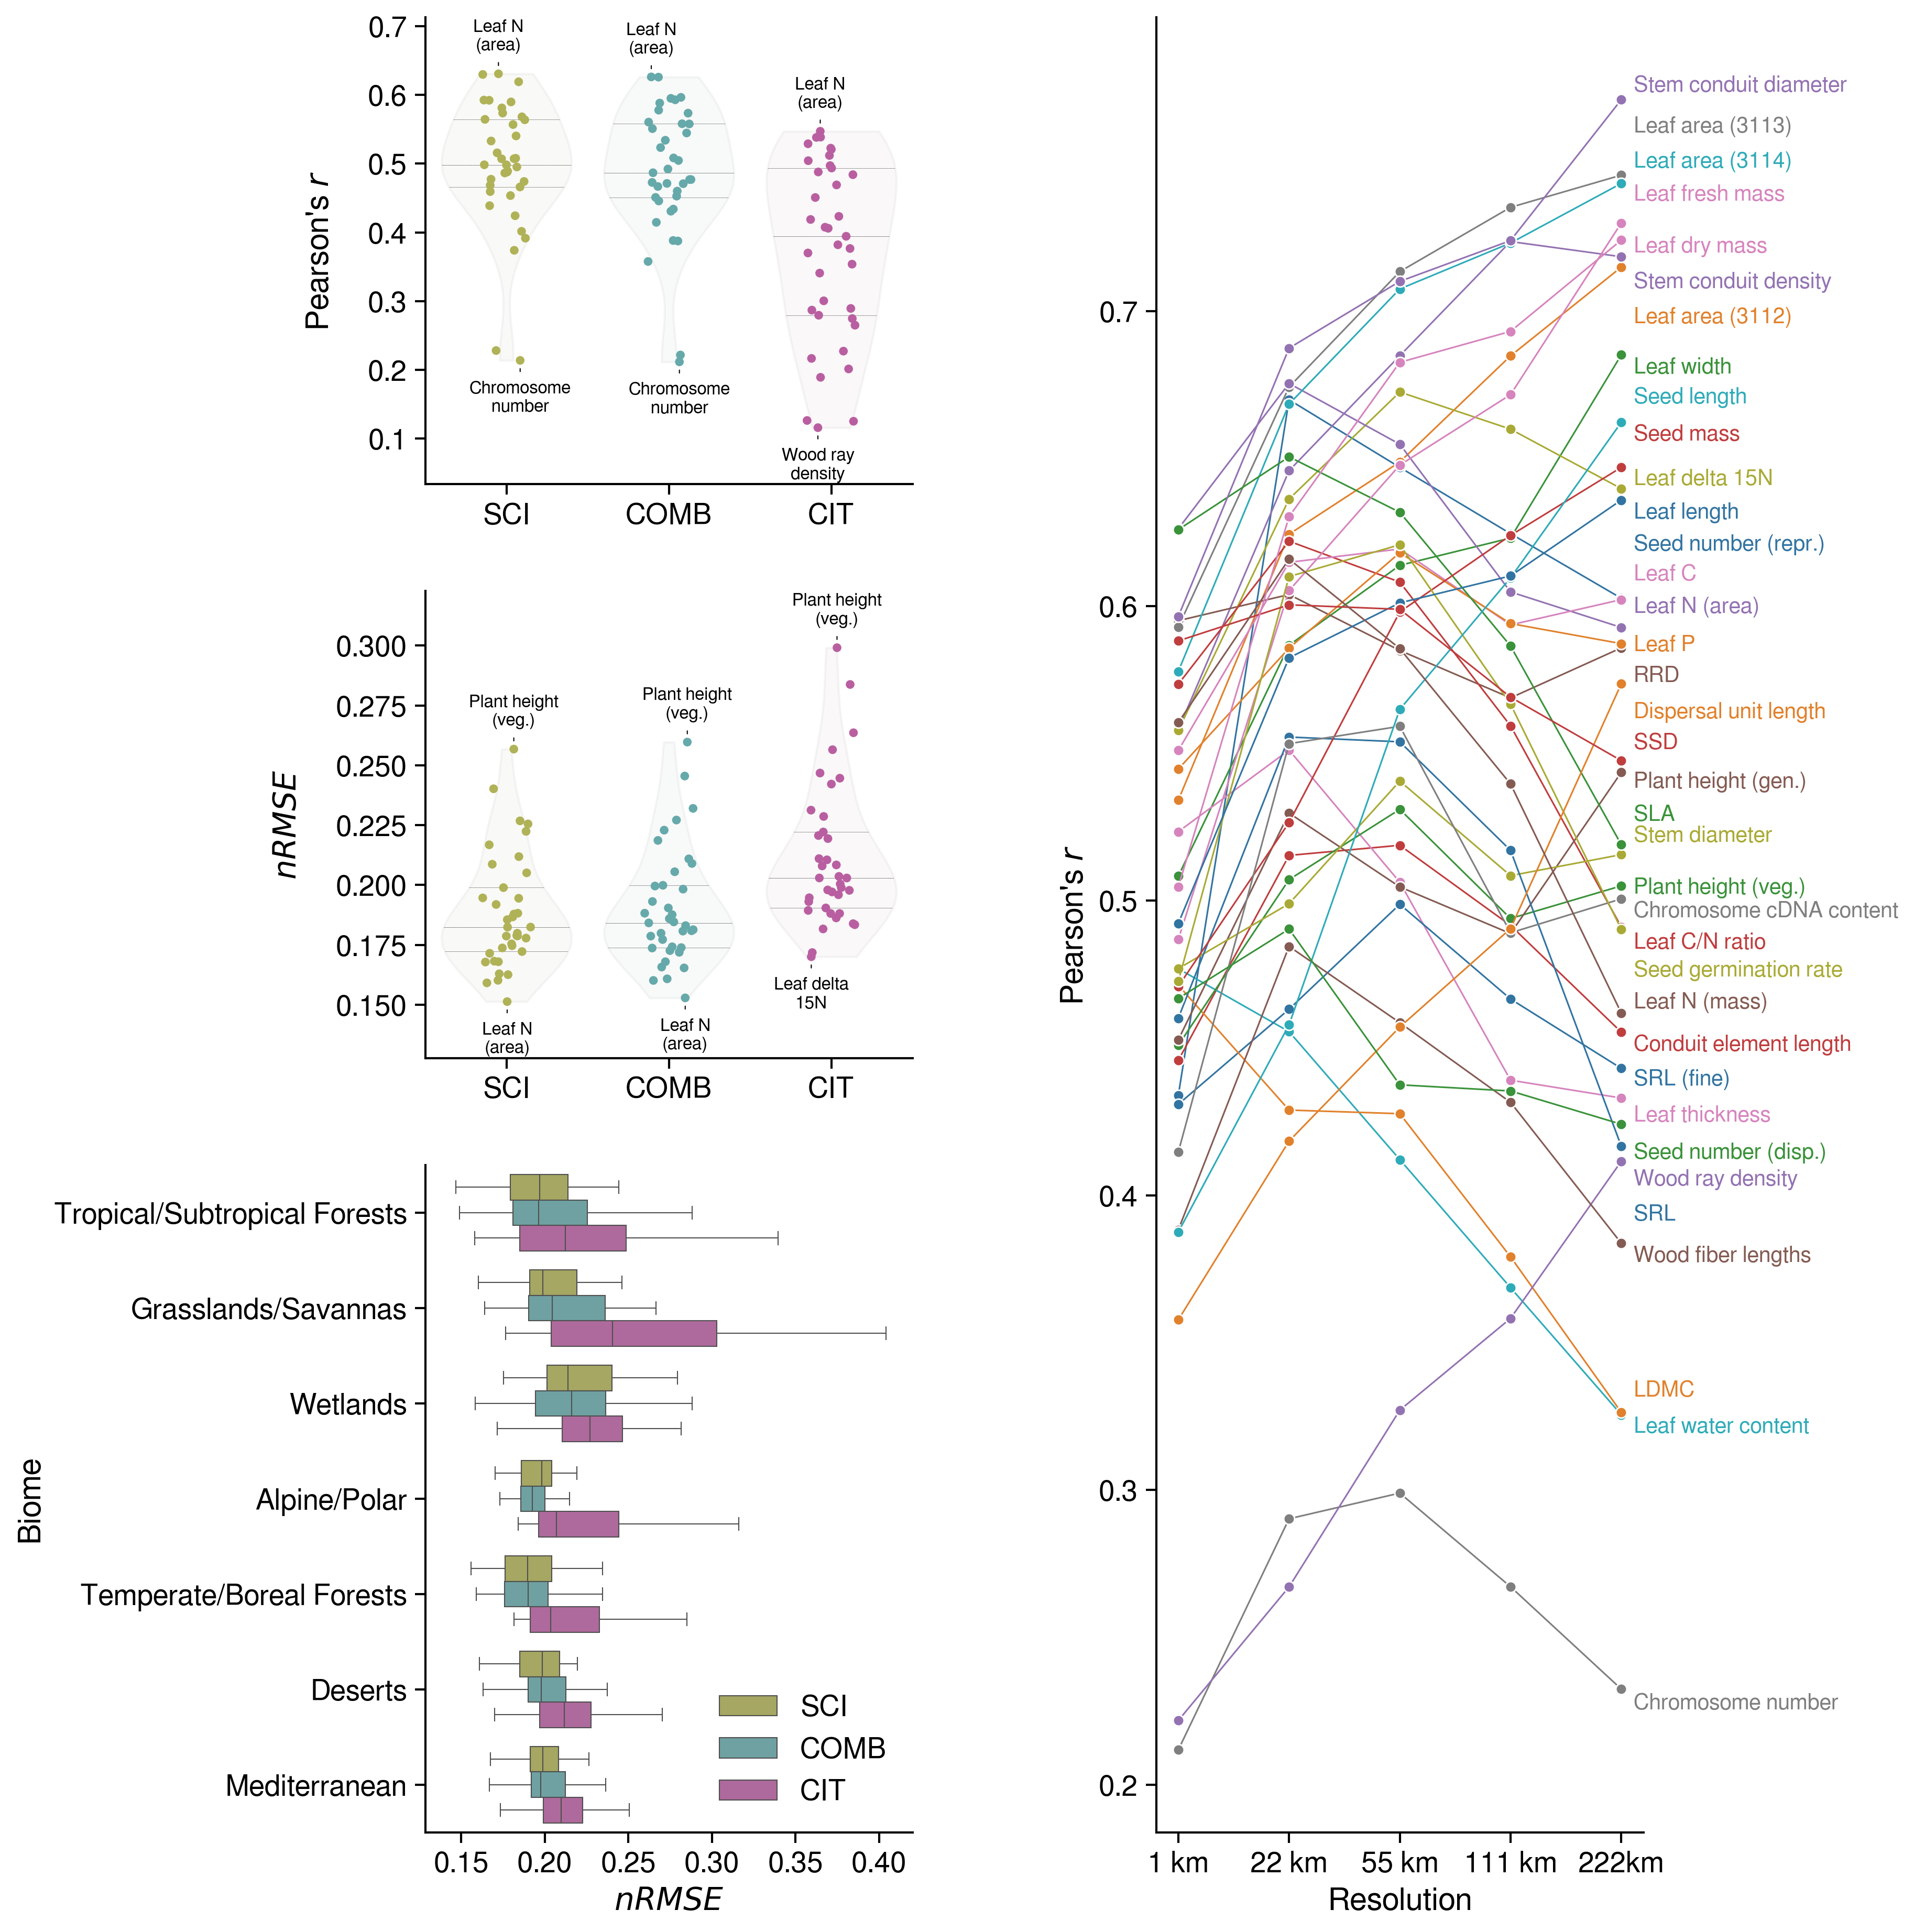 0.7
0.6
0.5
0.4
0.3
0.2
0.1
Pearson's r
Leaf N
(area)
Leaf N
(area)
Leaf N
(area)
Chromosome
number
Chromosome
number
Wood ray
density
SCI
COMB
CIT
0.300
0.275
0.250
0.225
0.200
0.175
0.150
nRMSE
Plant height
(veg.)
Plant height
(veg.)
Plant height
(veg.)
Leaf N
(area)
Leaf N
(area)
Leaf delta
15N
SCI
COMB
CIT
Biome
Tropical/Subtropical Forests
Grasslands/Savannas
Wetlands
Alpine/Polar
Temperate/Boreal Forests
Deserts
Mediterranean
SCI
COMB
CIT
0.15
0.20
0.25
0.30
0.35
0.40
nRMSE
0.7
0.6
0.5
0.4
0.3
0.2
Pearson's r
Stem conduit diameter
Leaf area (3113)
Leaf area (3114)
Leaf fresh mass
Leaf dry mass
Stem conduit density
Leaf area (3112)
Leaf width
Seed length
Seed mass
Leaf delta 15N
Leaf length
Seed number (repr.)
Leaf C
Leaf N (area)
Leaf P
RRD
Dispersal unit length
SSD
Plant height (gen.)
SLA
Stem diameter
Plant height (veg.)
Chromosome cDNA content
Leaf C/N ratio
Seed germination rate
Leaf N (mass)
Conduit element length
SRL (fine)
Leaf thickness
Seed number (disp.)
Wood ray density
SRL
Wood fiber lengths
LDMC
Leaf water content
Chromosome number
1 km
22 km
55 km
111 km
222km
Resolution